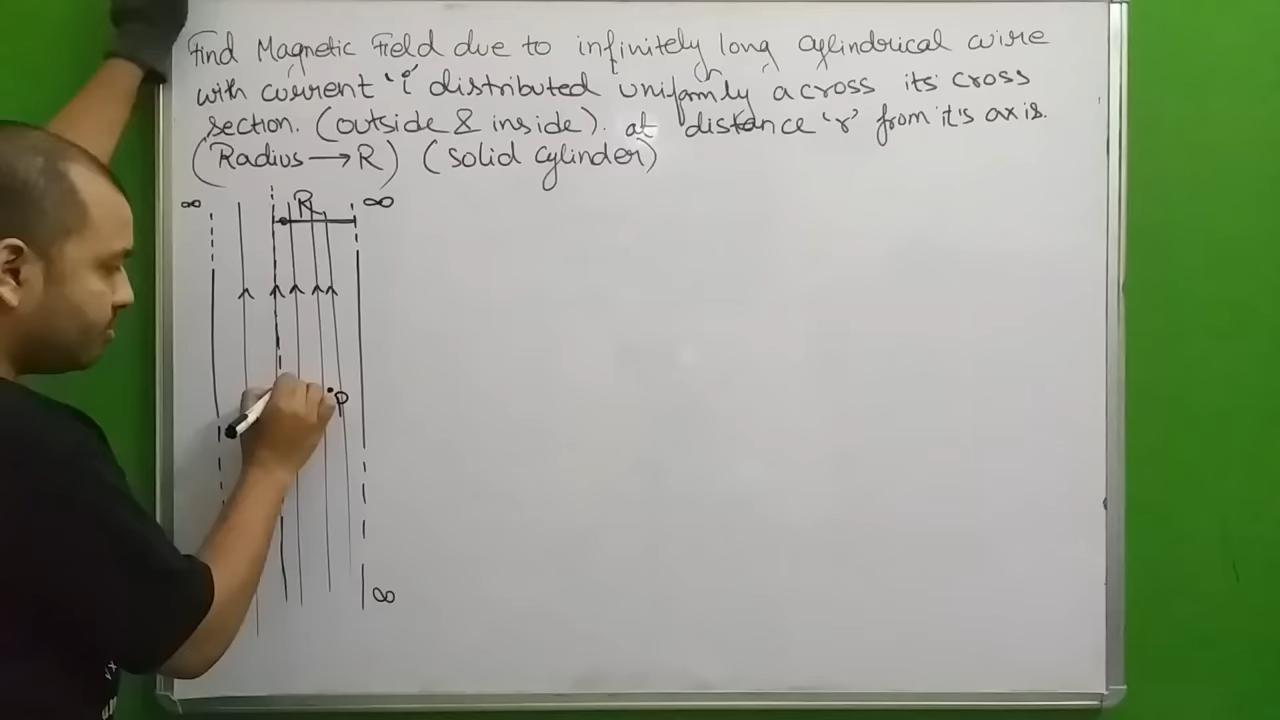 Find Magnetic Field due to infinitely long cylindrical wire
with current 'i' distributed uniformly across its cross
section. (outside & inside). at distance 'r' from it's axis.
(Radius → R) (solid cylinder)
∞ R ∞
P
∞